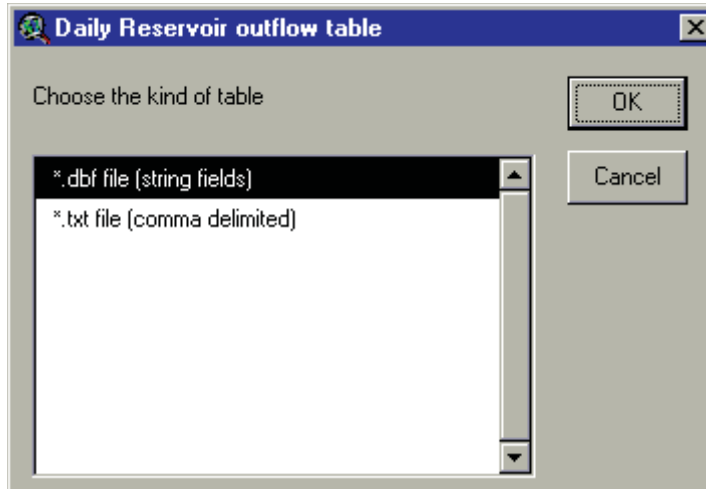 Daily Reservoir outflow table
Choose the kind of table
OK
*.dbf file (string fields)
Cancel
*.txt file (comma delimited)